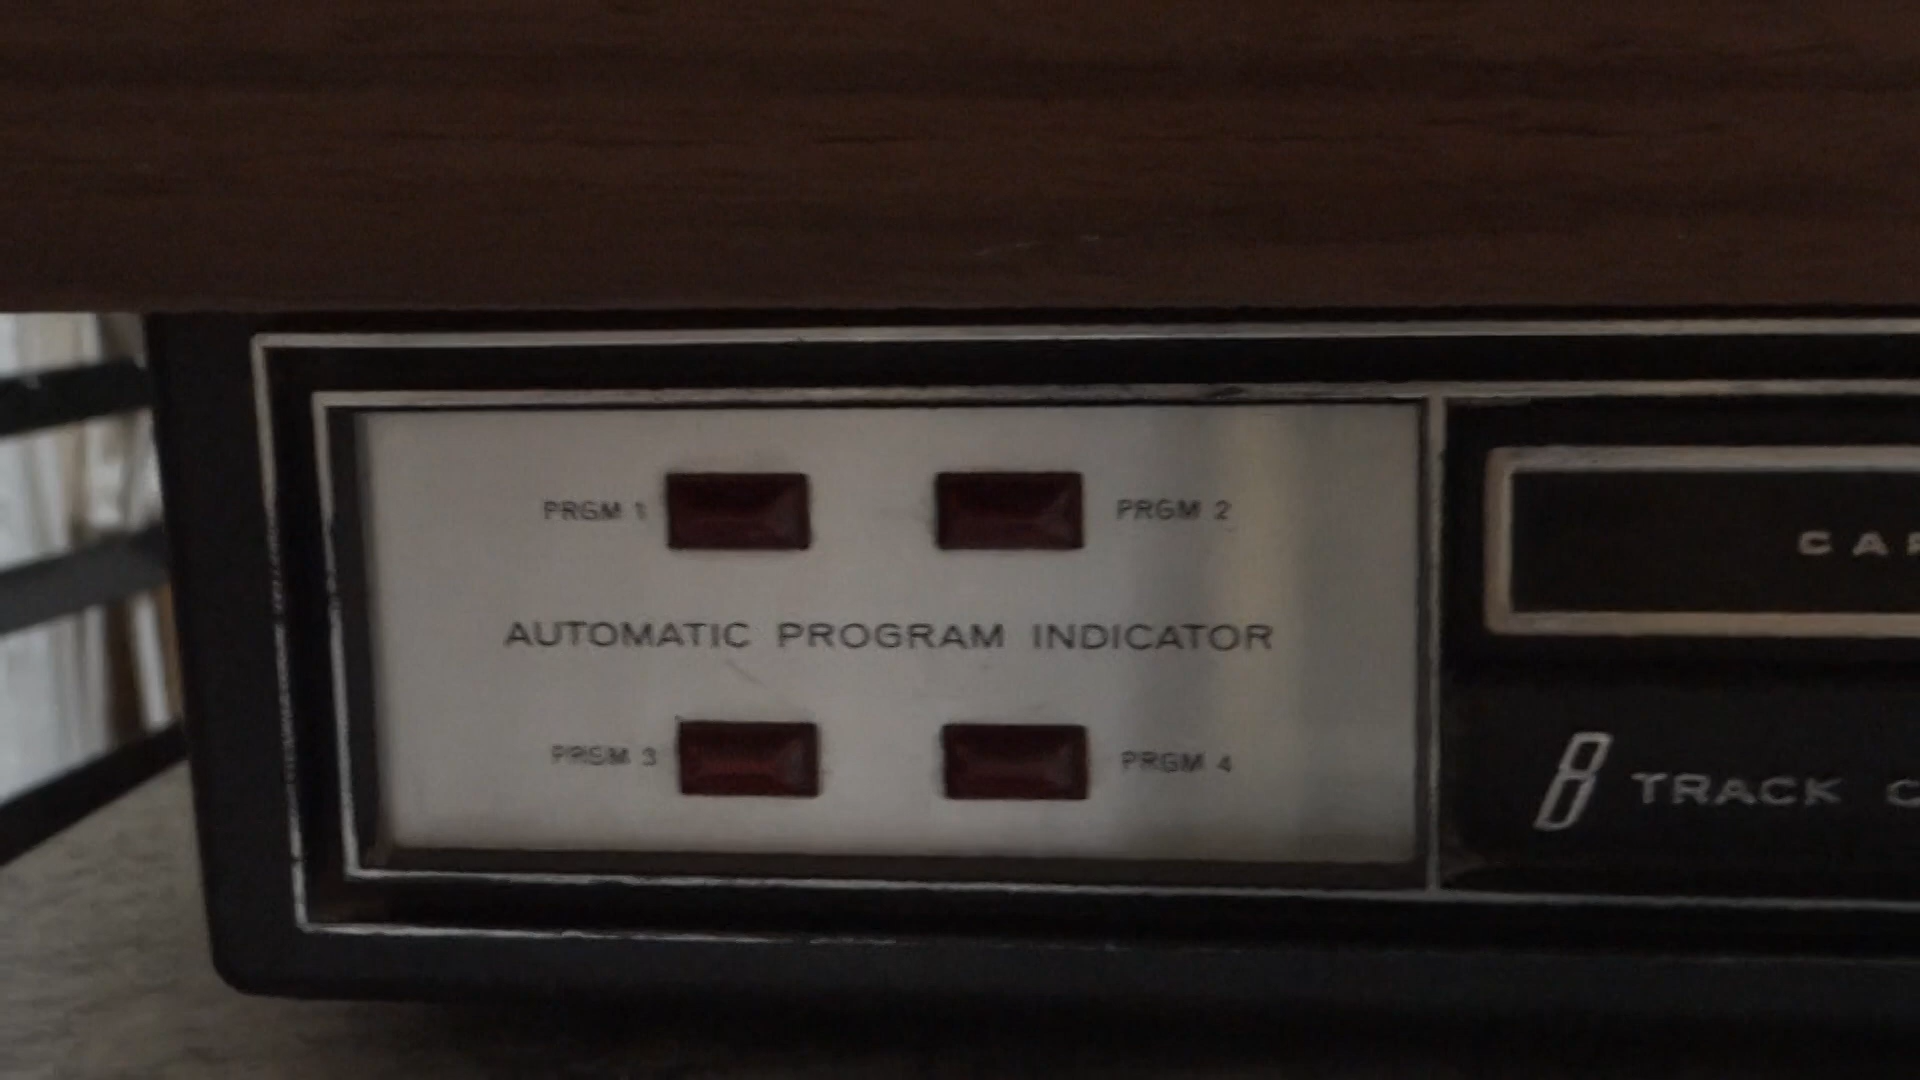 PRGM 1
PRGM 2
AUTOMATIC PROGRAM INDICATOR
PRGM 3
PRGM 4
8 TRACK